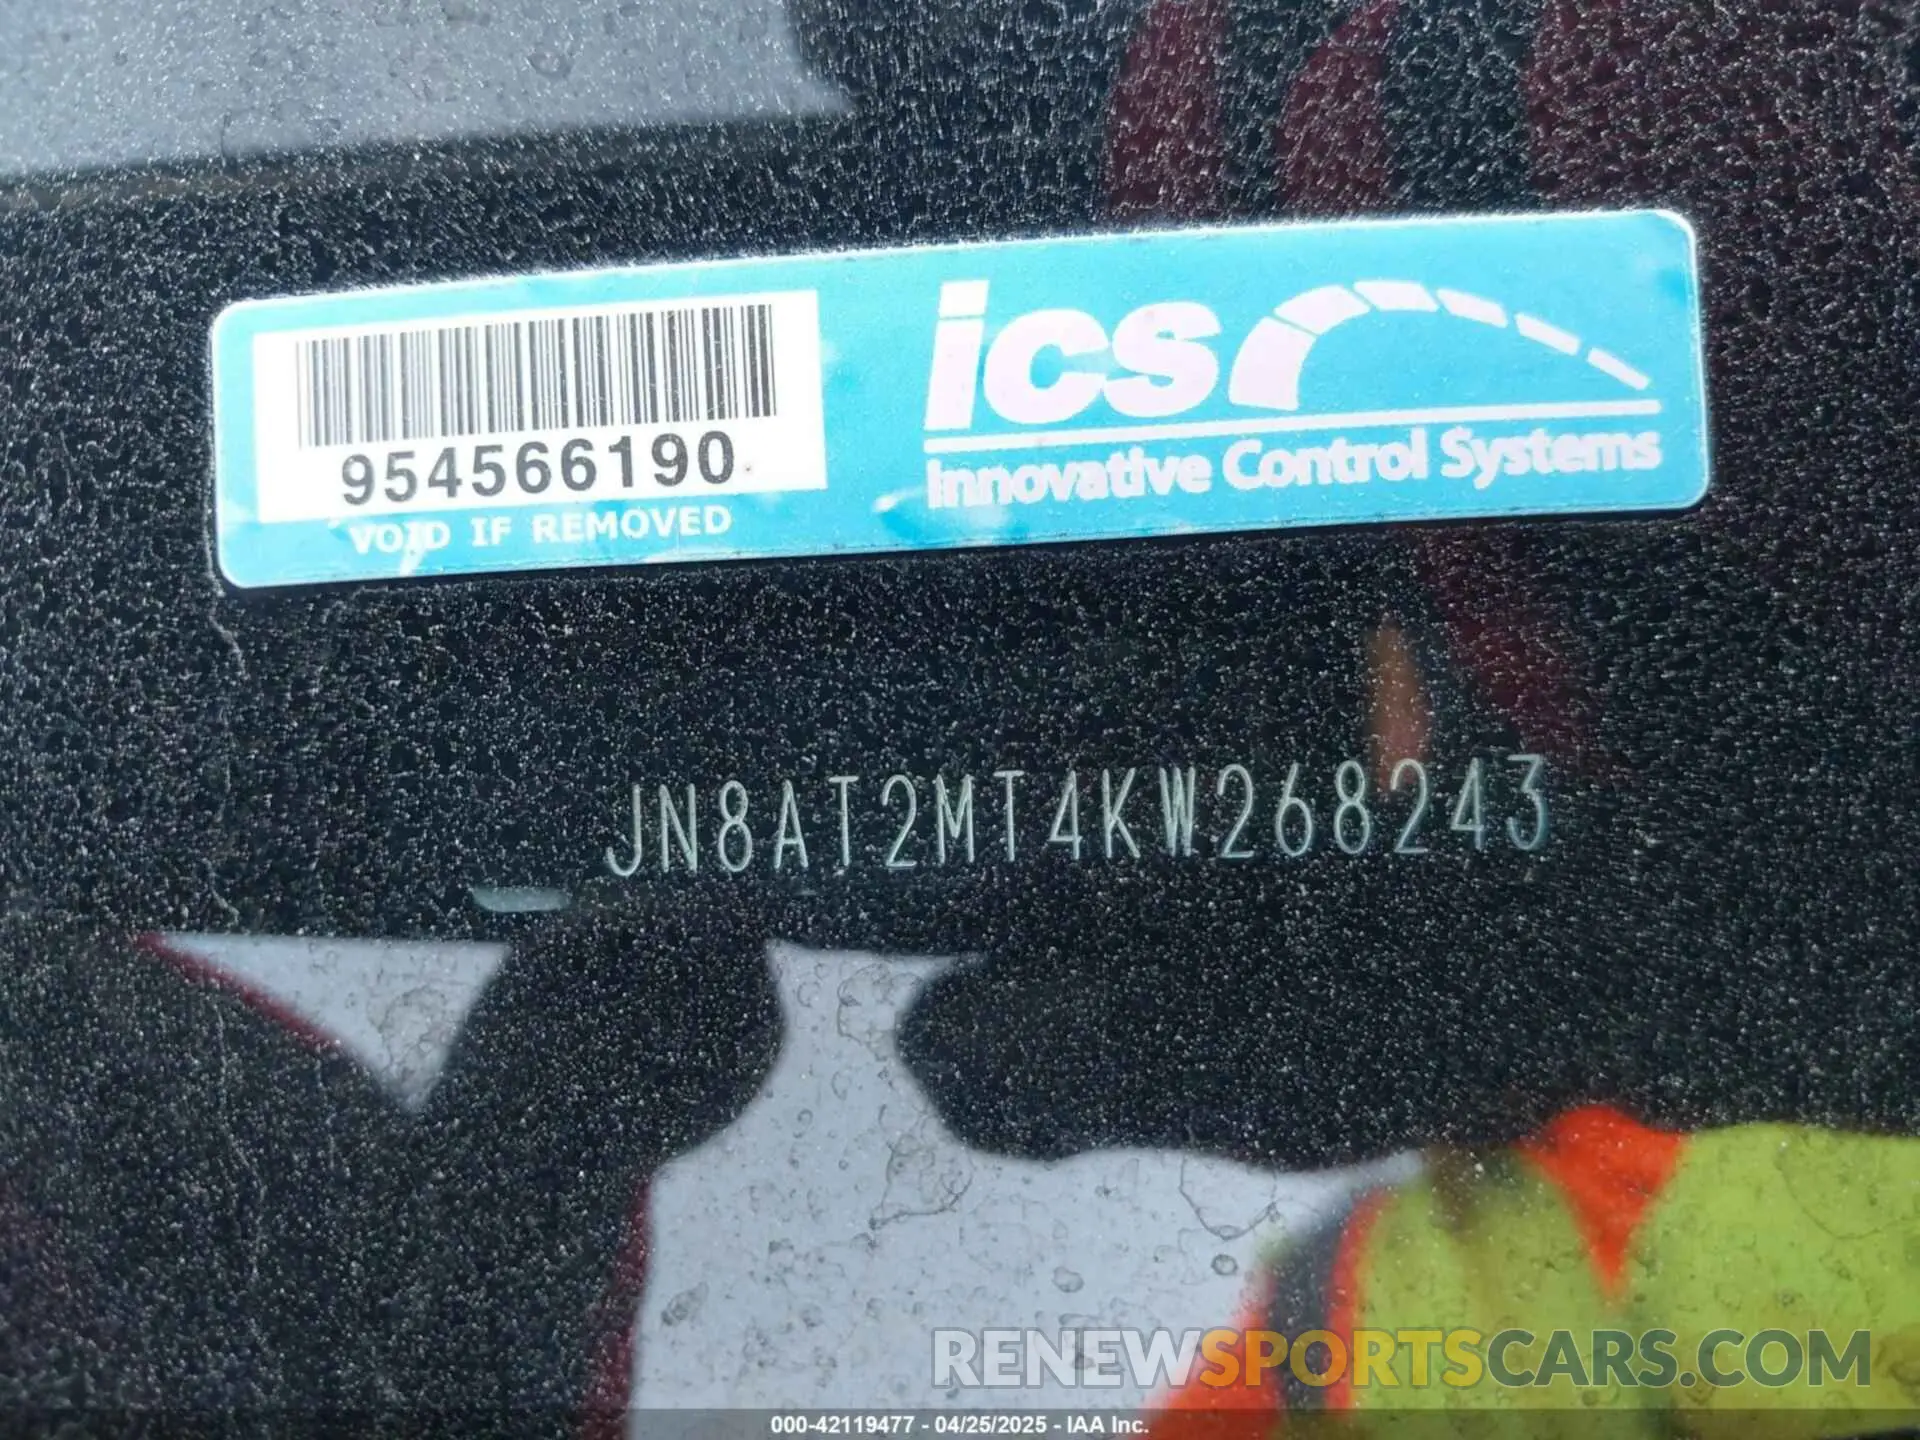 954566190
VOID IF REMOVED
ics
Innovative Control Systems
JN8AT2MT4KW268243
RENEWSPORTSCARS.COM
000-42119477 - 04/25/2025 - IAA Inc.